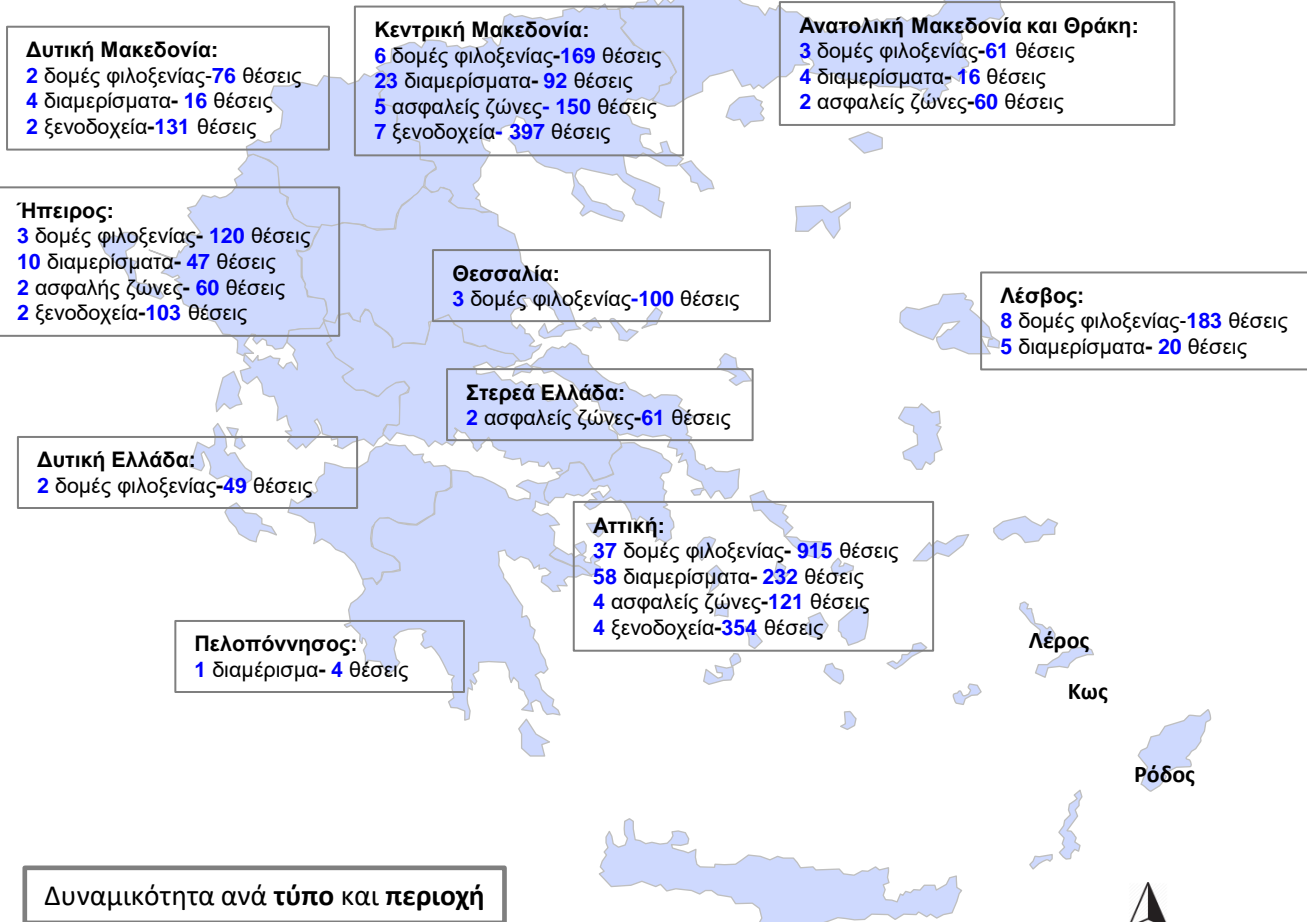 Δυτική Μακεδονία:
2 δομές φιλοξενίας-76 θέσεις
4 διαμερίσματα- 16 θέσεις
2 ξενοδοχεία-131 θέσεις
Κεντρική Μακεδονία:
6 δομές φιλοξενίας-169 θέσεις
23 διαμερίσματα- 92 θέσεις
5 ασφαλείς ζώνες- 150 θέσεις
7 ξενοδοχεία- 397 θέσεις
Ανατολική Μακεδονία και Θράκη:
3 δομές φιλοξενίας-61 θέσεις
4 διαμερίσματα- 16 θέσεις
2 ασφαλείς ζώνες-60 θέσεις
Ήπειρος:
3 δομές φιλοξενίας- 120 θέσεις
10 διαμερίσματα- 47 θέσεις
2 ασφαλής ζώνες- 60 θέσεις
2 ξενοδοχεία-103 θέσεις
Θεσσαλία:
3 δομές φιλοξενίας-100 θέσεις
Λέσβος:
8 δομές φιλοξενίας-183 θέσεις
5 διαμερίσματα- 20 θέσεις
Στερεά Ελλάδα:
2 ασφαλείς ζώνες-61 θέσεις
Δυτική Ελλάδα:
2 δομές φιλοξενίας-49 θέσεις
Αττική:
37 δομές φιλοξενίας- 915 θέσεις
58 διαμερίσματα- 232 θέσεις
4 ασφαλείς ζώνες-121 θέσεις
4 ξενοδοχεία-354 θέσεις
Πελοπόννησος:
1 διαμέρισμα- 4 θέσεις
Λέρος
Κως
Ρόδος
Δυναμικότητα ανά τύπο και περιοχή